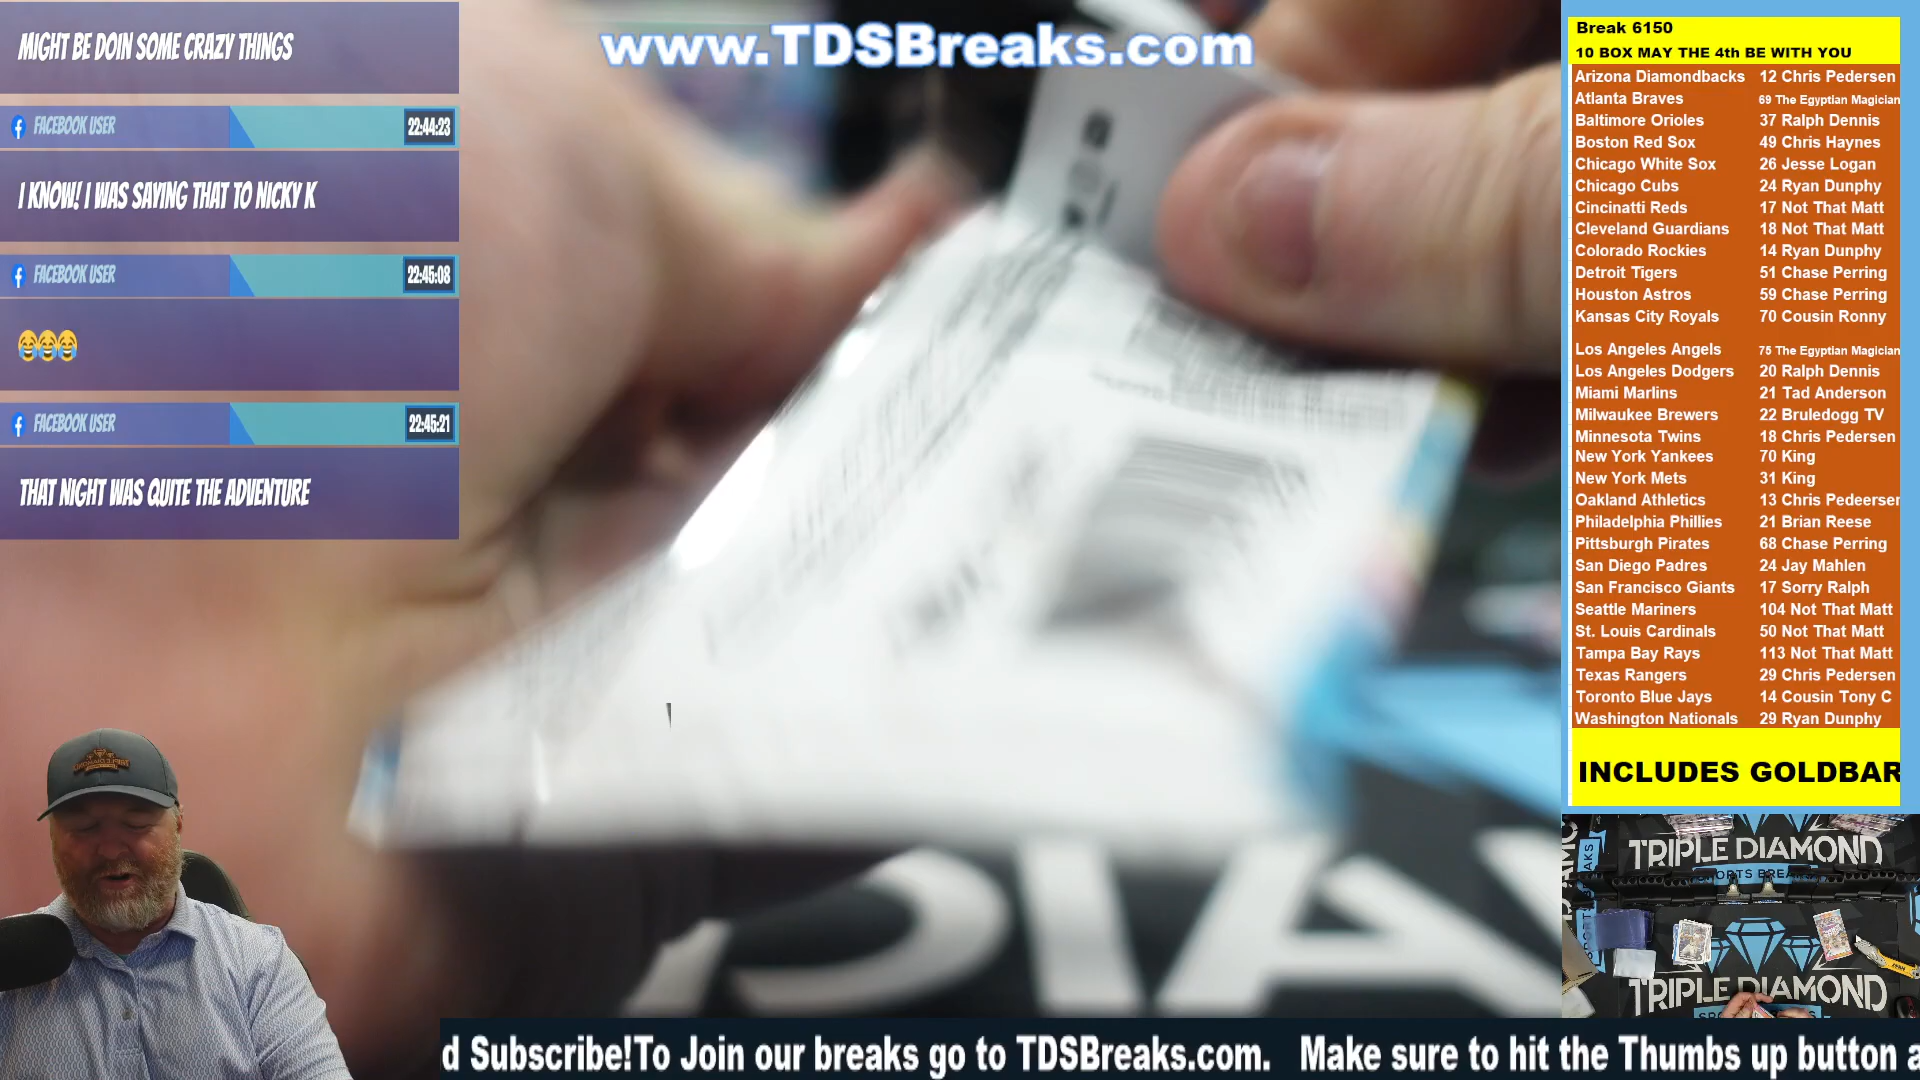 MIGHT BE DOIN SOME CRAZY THINGS
FACEBOOK USER 22:44:23
I KNOW! I WAS SAYING THAT TO NICKY K
FACEBOOK USER 22:45:08
😂😂😂
FACEBOOK USER 22:45:21
THAT NIGHT WAS QUITE THE ADVENTURE
www.TDSBreaks.com
Break 6150
10 BOX MAY THE 4th BE WITH YOU
Arizona Diamondbacks 12 Chris Pedersen
Atlanta Braves 69 The Egyptian Magician
Baltimore Orioles 37 Ralph Dennis
Boston Red Sox 49 Chris Haynes
Chicago White Sox 26 Jesse Logan
Chicago Cubs 24 Ryan Dunphy
Cincinatti Reds 17 Not That Matt
Cleveland Guardians 18 Not That Matt
Colorado Rockies 14 Ryan Dunphy
Detroit Tigers 51 Chase Perring
Houston Astros 59 Chase Perring
Kansas City Royals 70 Cousin Ronny
Los Angeles Angels 75 The Egyptian Magician
Los Angeles Dodgers 20 Ralph Dennis
Miami Marlins 21 Tad Anderson
Milwaukee Brewers 22 Bruledogg TV
Minnesota Twins 18 Chris Pedersen
New York Yankees 70 King
New York Mets 31 King
Oakland Athletics 13 Chris Pedeersen
Philadelphia Phillies 21 Brian Reese
Pittsburgh Pirates 68 Chase Perring
San Diego Padres 24 Jay Mahlen
San Francisco Giants 17 Sorry Ralph
Seattle Mariners 104 Not That Matt
St. Louis Cardinals 50 Not That Matt
Tampa Bay Rays 113 Not That Matt
Texas Rangers 29 Chris Pedersen
Toronto Blue Jays 14 Cousin Tony C
Washington Nationals 29 Ryan Dunphy
INCLUDES GOLDBAR
TRIPLE DIAMOND
SPORTS BREAKS
TRIPLE DIAMOND
d Subscribe!To Join our breaks go to TDSBreaks.com. Make sure to hit the Thumbs up button a